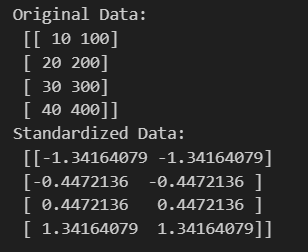 Original Data:
[[ 10 100]
[ 20 200]
[ 30 300]
[ 40 400]]
Standardized Data:
[[-1.34164079 -1.34164079]
[-0.4472136  -0.4472136 ]
[ 0.4472136   0.4472136 ]
[ 1.34164079  1.34164079]]